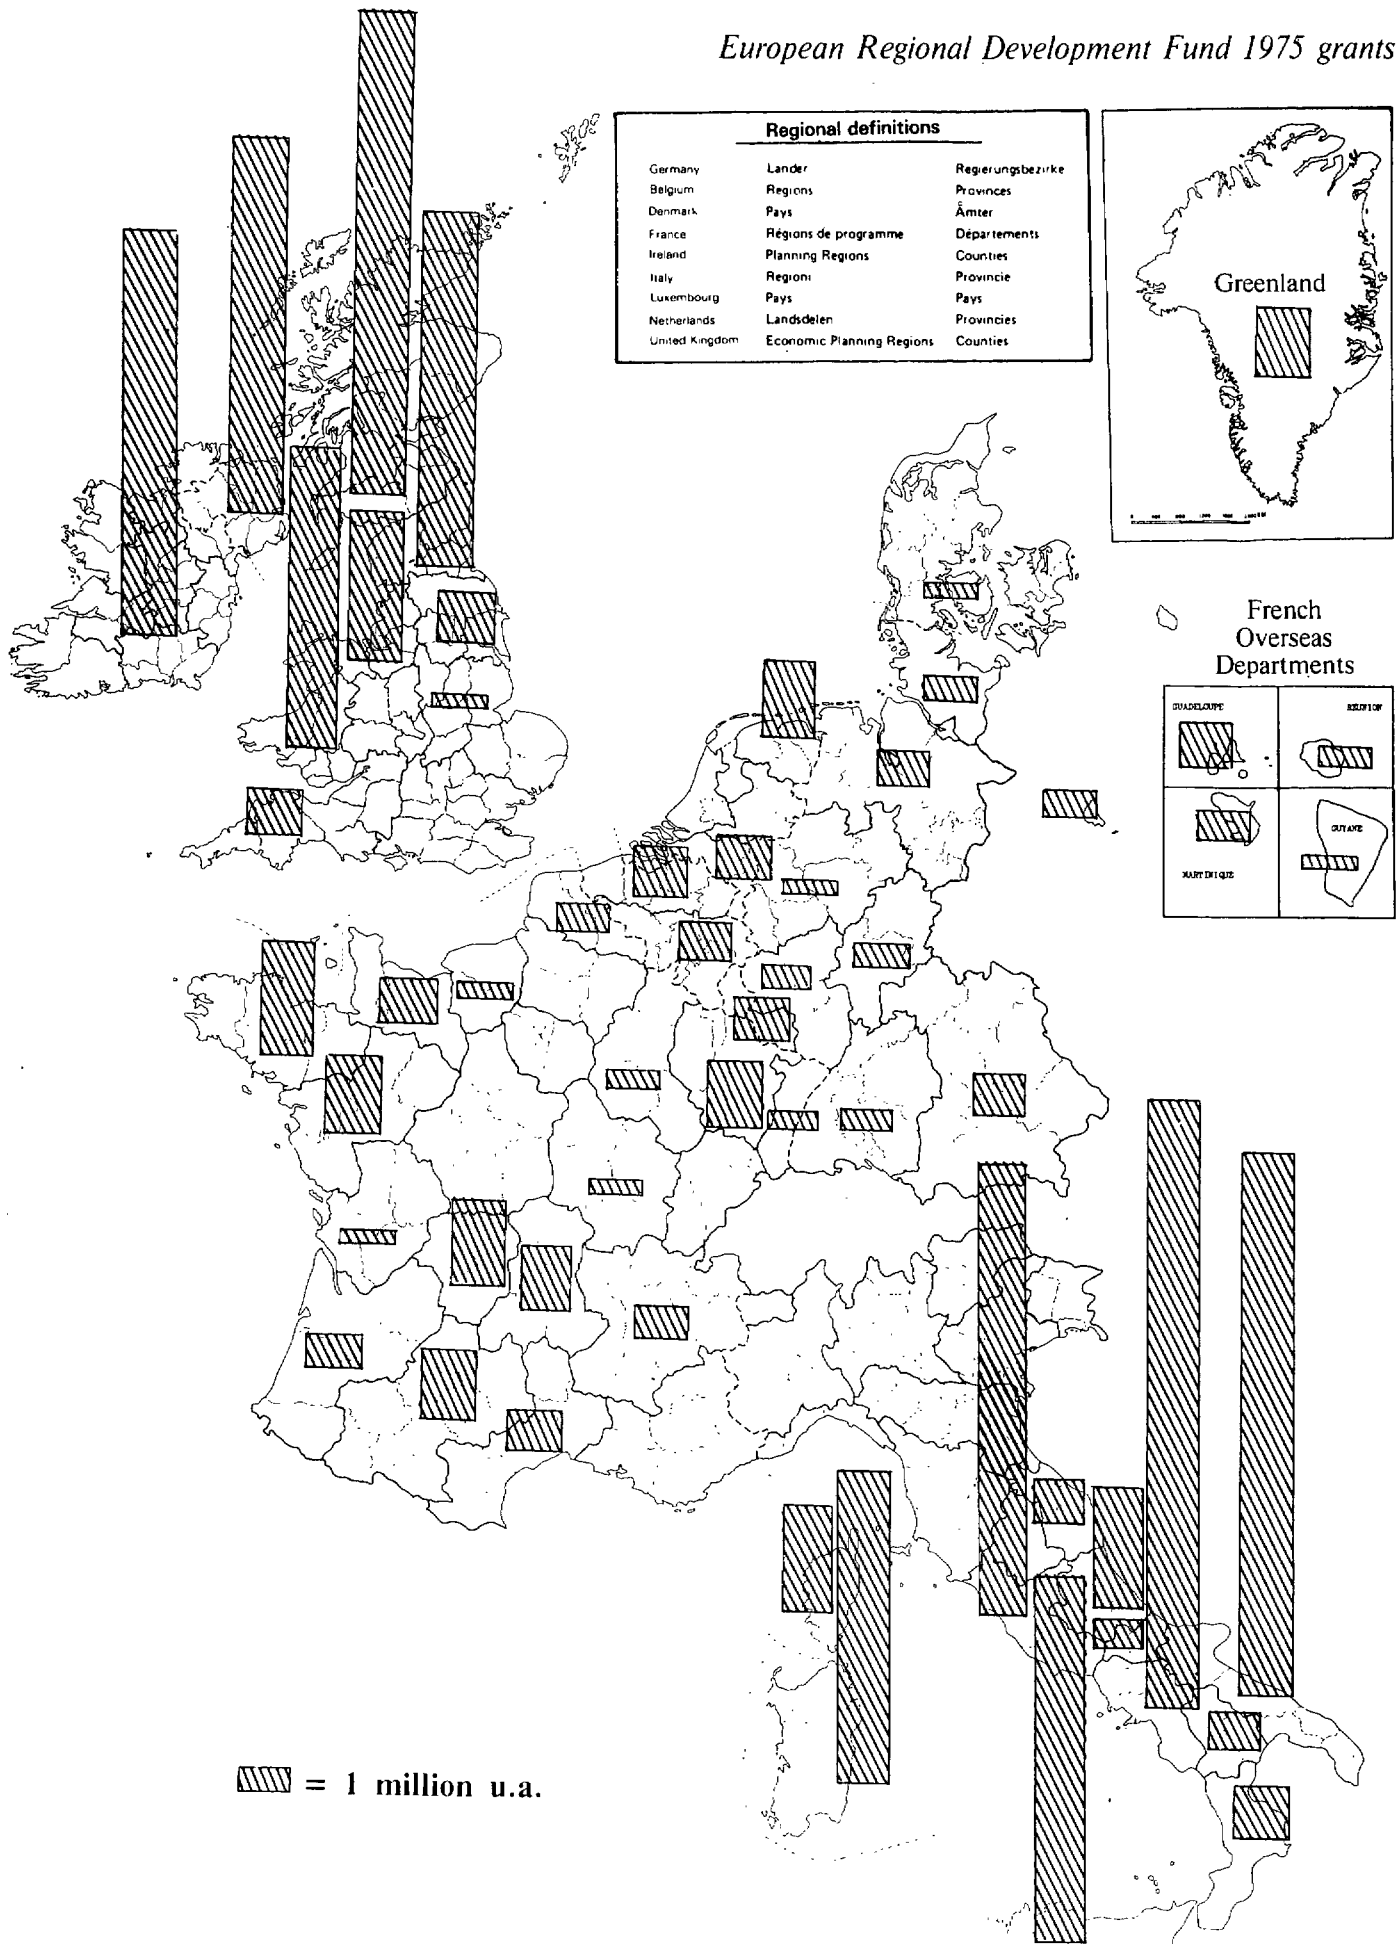 European Regional Development Fund 1975 grants
Regional definitions
Germany Lander Regierungsbezirke
Belgium Regions Provinces
Denmark Pays Åmter
France Régions de programme Départements
Ireland Planning Regions Counties
Italy Regioni Provincie
Luxembourg Pays Pays
Netherlands Landsdelen Provincies
United Kingdom Economic Planning Regions Counties
Greenland
French
Overseas
Departments
GUADELOUPE
REUNION
MARTINIQUE
GUYANE
= 1 million u.a.